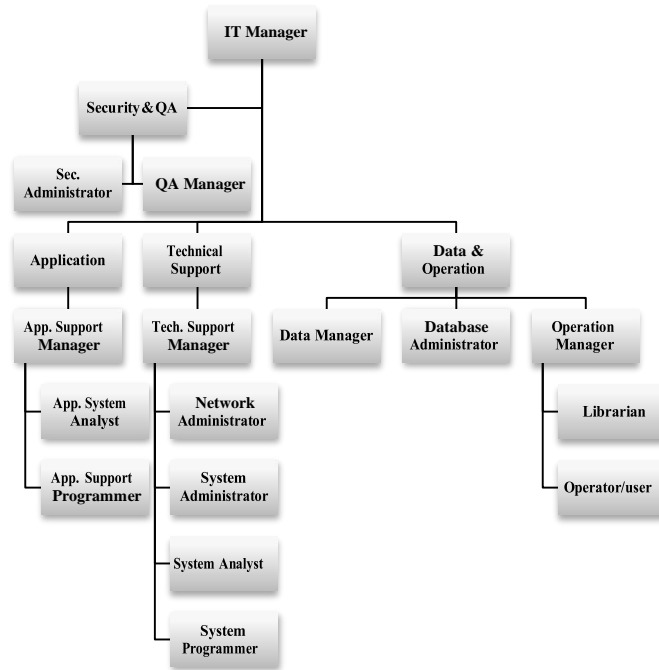 IT Manager
Security & QA
Sec.
Administrator
QA Manager
Application
Technical
Support
Data &
Operation
App. Support
Manager
Tech. Support
Manager
Data Manager
Database
Administrator
Operation
Manager
App. System
Analyst
Network
Administrator
Librarian
App. Support
Programmer
System
Administrator
Operator/user
System Analyst
System
Programmer